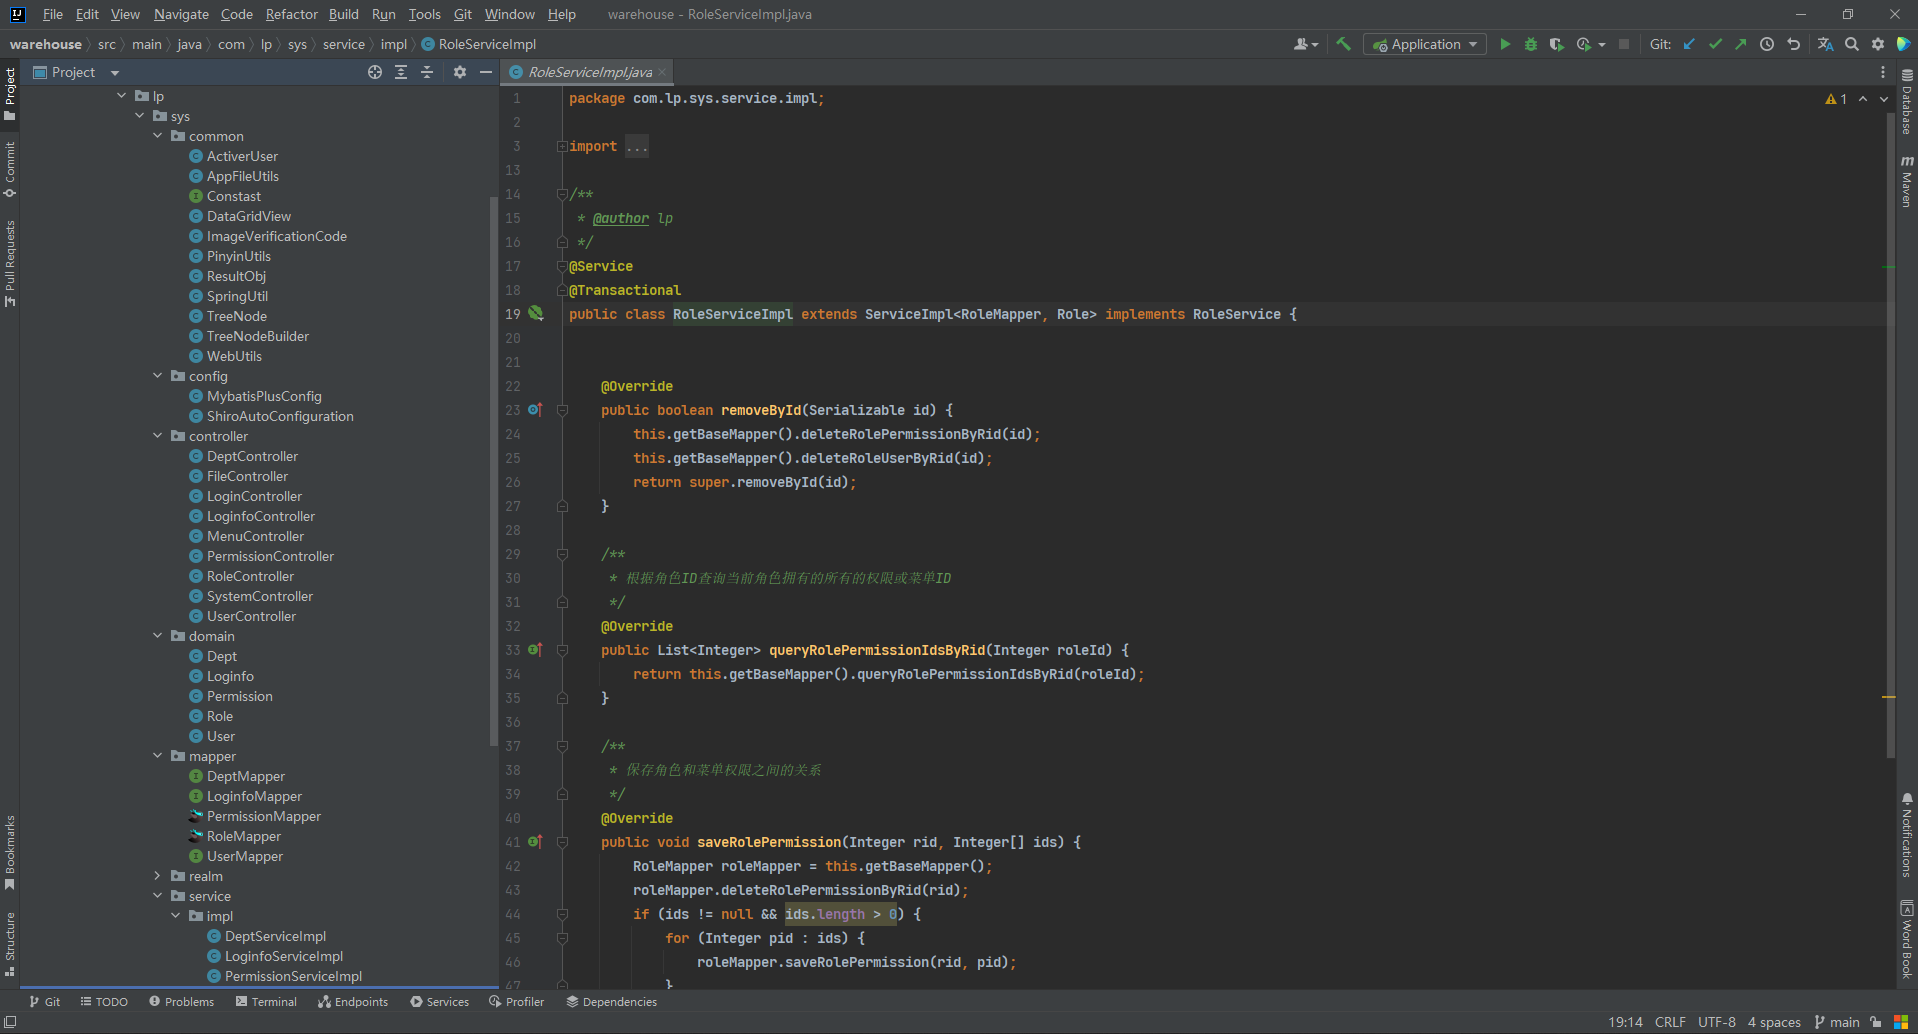 File Edit View Navigate Code Refactor Build Run Tools Git Window Help warehouse - RoleServiceImpl.java
warehouse src main java com lp sys service impl RoleServiceImpl
Application
Git:
Project
RoleServiceImpl.java
Project
Commit
Pull Requests
Bookmarks
Structure
lp
sys
common
ActiverUser
AppFileUtils
Constast
DataGridView
ImageVerificationCode
PinyinUtils
ResultObj
SpringUtil
TreeNode
TreeNodeBuilder
WebUtils
config
MybatisPlusConfig
ShiroAutoConfiguration
controller
DeptController
FileController
LoginController
LoginfoController
MenuController
PermissionController
RoleController
SystemController
UserController
domain
Dept
Loginfo
Permission
Role
User
mapper
DeptMapper
LoginfoMapper
PermissionMapper
RoleMapper
UserMapper
realm
service
impl
DeptServiceImpl
LoginfoServiceImpl
PermissionServiceImpl
1 package com.lp.sys.service.impl;
2
3 import ...
13
14 /**
15 * @author lp
16 */
17 @Service
18 @Transactional
19 public class RoleServiceImpl extends ServiceImpl<RoleMapper, Role> implements RoleService {
20
21
22 @Override
23 public boolean removeById(Serializable id) {
24 this.getBaseMapper().deleteRolePermissionByRid(id);
25 this.getBaseMapper().deleteRoleUserByRid(id);
26 return super.removeById(id);
27 }
28
29 /**
30 * 根据角色ID查询当前角色拥有的所有的权限或菜单ID
31 */
32 @Override
33 public List<Integer> queryRolePermissionIdsByRid(Integer roleId) {
34 return this.getBaseMapper().queryRolePermissionIdsByRid(roleId);
35 }
36
37 /**
38 * 保存角色和菜单权限之间的关系
39 */
40 @Override
41 public void saveRolePermission(Integer rid, Integer[] ids) {
42 RoleMapper roleMapper = this.getBaseMapper();
43 roleMapper.deleteRolePermissionByRid(rid);
44 if (ids != null && ids.length > 0) {
45 for (Integer pid : ids) {
46 roleMapper.saveRolePermission(rid, pid);
47 }
1
Database
Maven
Notifications
Word Book
Git TODO Problems Terminal Endpoints Services Profiler Dependencies
19:14 CRLF UTF-8 4 spaces main